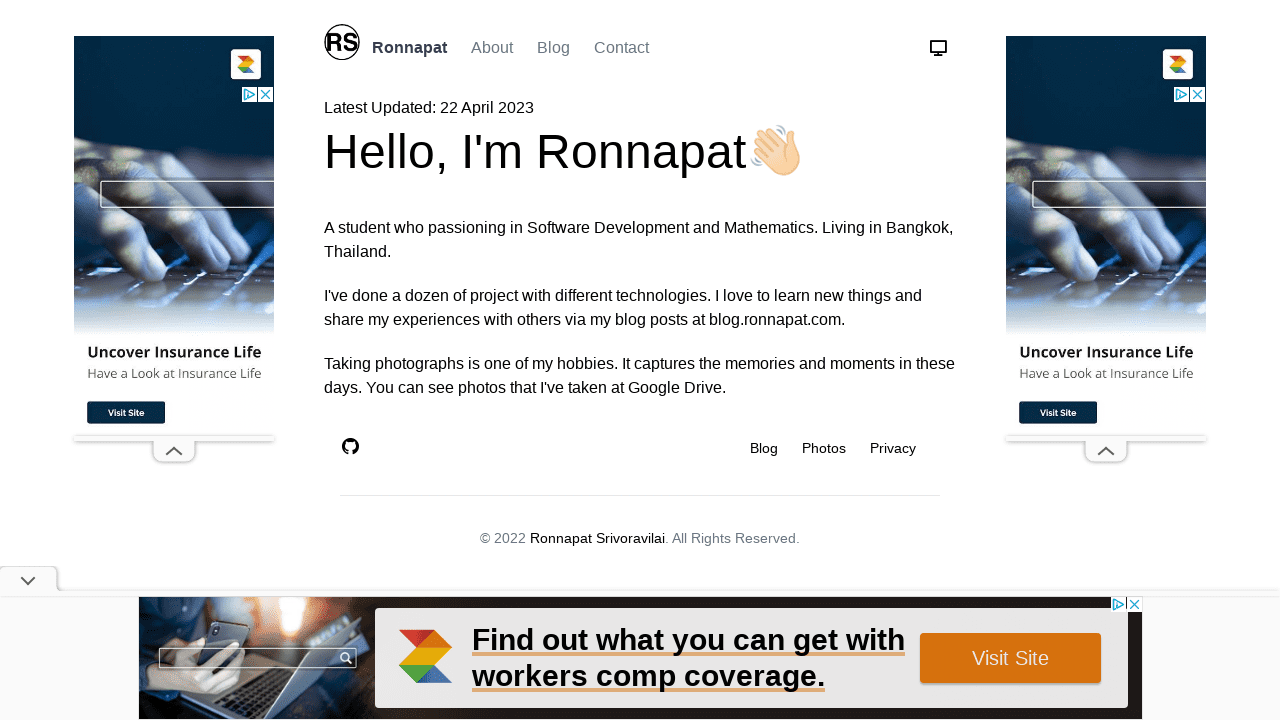 RS
Ronnapat About Blog Contact
Latest Updated: 22 April 2023
Hello, I'm Ronnapat👋🏼
A student who passioning in Software Development and Mathematics. Living in Bangkok,
Thailand.
I've done a dozen of project with different technologies. I love to learn new things and
share my experiences with others via my blog posts at blog.ronnapat.com.
Taking photographs is one of my hobbies. It captures the memories and moments in these
days. You can see photos that I've taken at Google Drive.
Blog Photos Privacy
© 2022 Ronnapat Srivoravilai. All Rights Reserved.
Uncover Insurance Life
Have a Look at Insurance Life
Visit Site
Uncover Insurance Life
Have a Look at Insurance Life
Visit Site
Find out what you can get with
workers comp coverage.
Visit Site